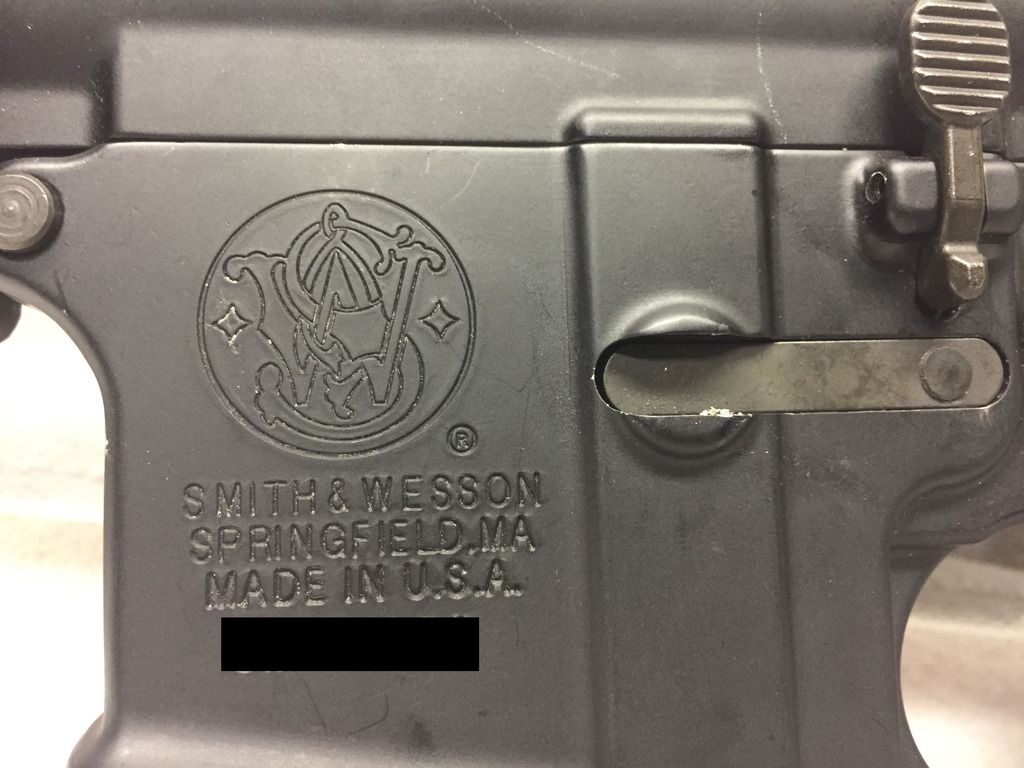 ®
SMITH & WESSON
SPRINGFIELD, MA
MADE IN U.S.A.